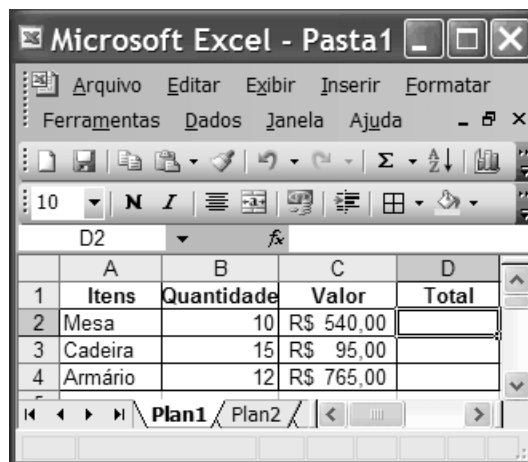 Microsoft Excel - Pasta1
Arquivo Editar Exibir Inserir Formatar
Ferramentas Dados Janela Ajuda
Σ A Z
10 N I
D2 fx
A B C D
1 Itens Quantidade Valor Total
2 Mesa 10 R$ 540,00
3 Cadeira 15 R$ 95,00
4 Armário 12 R$ 765,00
Plan1 Plan2